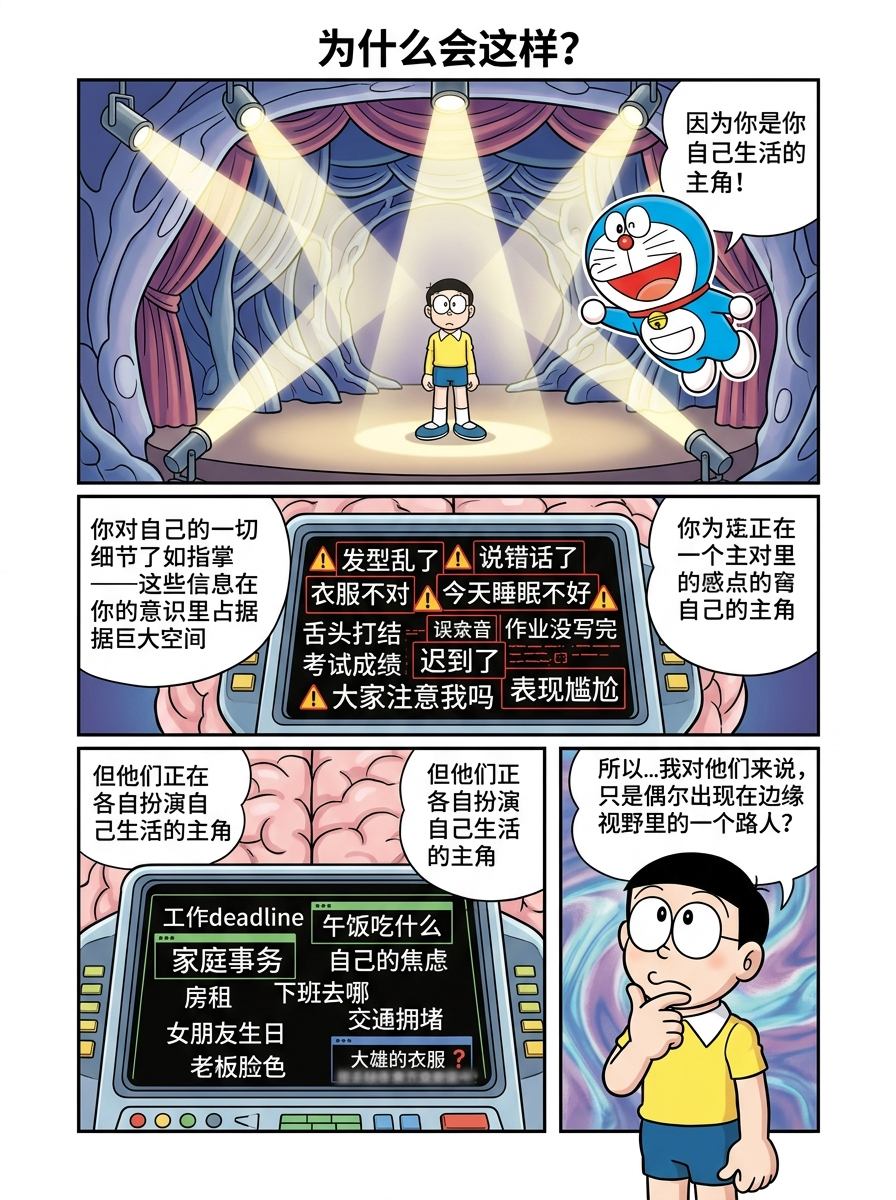 为什么会这样？
因为你是你
自己生活的
主角！
你对自己的一切
细节了如指掌
——这些信息在
你的意识里占据
据巨大空间
你为迋正在
一个主对里
的感点的窗
自己的主角
发型乱了
说错话了
衣服不对
今天睡眠不好
舌头打结
音
作业没写完
考试成绩
迟到了
大家注意我吗
表现尴尬
但他们正在
各自扮演自
己生活的主角
但他们正
各自扮演
自己生活
的主角
工作deadline
午饭吃什么
家庭事务
自己的焦虑
房租
下班去哪
交通拥堵
女朋友生日
老板脸色
大雄的衣服？
所以...我对他们来说，
只是偶尔出现在边缘
视野里的一个路人？